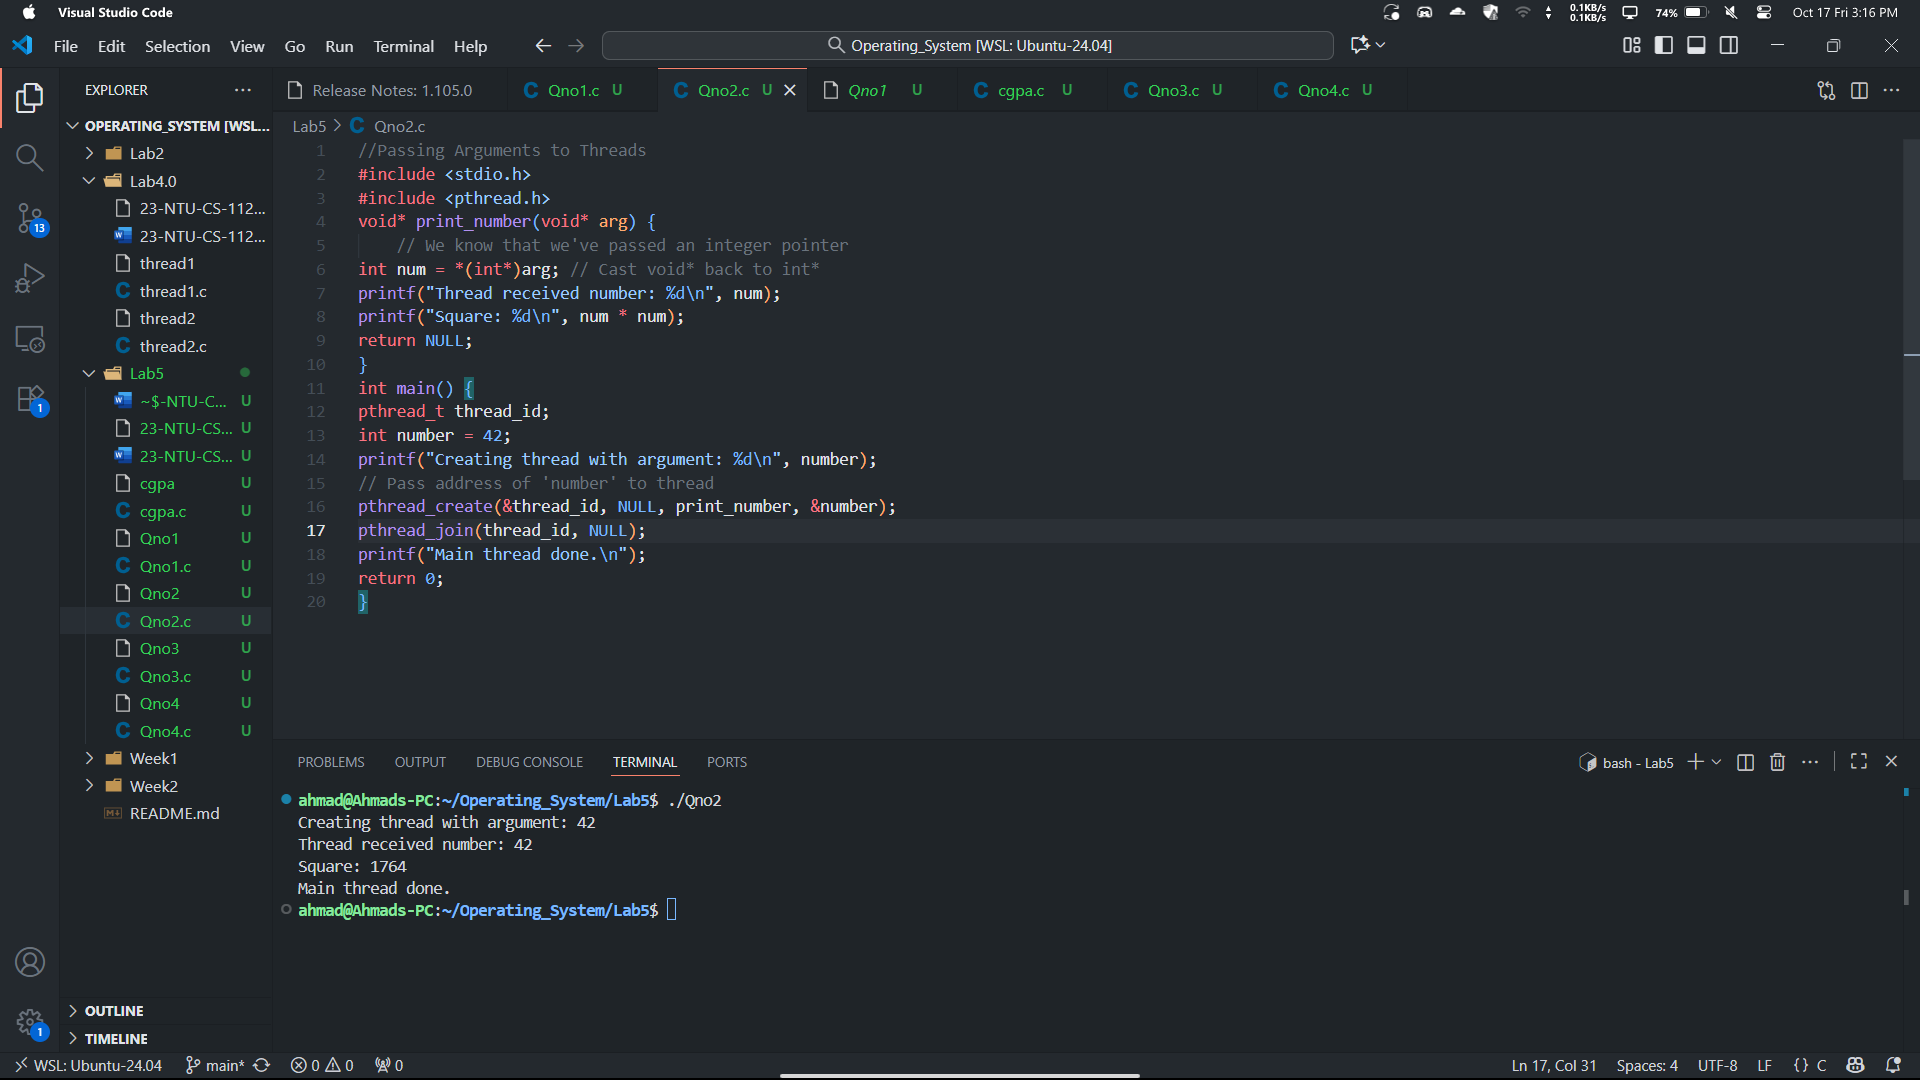 Visual Studio Code
0.1KB/s
0.1KB/s
74%
Oct 17 Fri 3:16 PM
File Edit Selection View Go Run Terminal Help
Operating_System [WSL: Ubuntu-24.04]
EXPLORER
Release Notes: 1.105.0
Qno1.c U
Qno2.c U
Qno1 U
cgpa.c U
Qno3.c U
Qno4.c U
OPERATING_SYSTEM [WSL...
Lab2
Lab4.0
23-NTU-CS-112...
23-NTU-CS-112...
thread1
thread1.c
thread2
thread2.c
Lab5
~$-NTU-C... U
23-NTU-CS... U
23-NTU-CS... U
cgpa U
cgpa.c U
Qno1 U
Qno1.c U
Qno2 U
Qno2.c U
Qno3 U
Qno3.c U
Qno4 U
Qno4.c U
Week1
Week2
README.md
OUTLINE
TIMELINE
13
1
1
Lab5 > C Qno2.c
1 //Passing Arguments to Threads
2 #include <stdio.h>
3 #include <pthread.h>
4 void* print_number(void* arg) {
5 // We know that we've passed an integer pointer
6 int num = *(int*)arg; // Cast void* back to int*
7 printf("Thread received number: %d\n", num);
8 printf("Square: %d\n", num * num);
9 return NULL;
10 }
11 int main() {
12 pthread_t thread_id;
13 int number = 42;
14 printf("Creating thread with argument: %d\n", number);
15 // Pass address of 'number' to thread
16 pthread_create(&thread_id, NULL, print_number, &number);
17 pthread_join(thread_id, NULL);
18 printf("Main thread done.\n");
19 return 0;
20 }
PROBLEMS OUTPUT DEBUG CONSOLE TERMINAL PORTS
bash - Lab5
ahmad@Ahmads-PC:~/Operating_System/Lab5$ ./Qno2
Creating thread with argument: 42
Thread received number: 42
Square: 1764
Main thread done.
ahmad@Ahmads-PC:~/Operating_System/Lab5$
WSL: Ubuntu-24.04 main* 0 0 0
Ln 17, Col 31 Spaces: 4 UTF-8 LF {} C